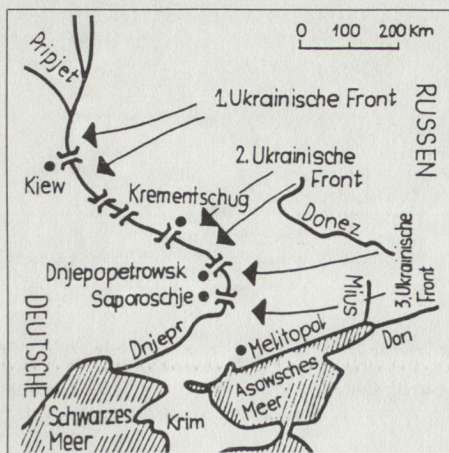 0 100 200 Km
Pripjet
1. Ukrainische Front
RUSSEN
2. Ukrainische
Front
Kiew
Krementschug
Donez
Dnjepopetrowsk
Saporoschje
3. Ukrainische
Front
Mius
DEUTSCHE
Dnjepr
Melitopol
Don
Asowsches
Meer
Schwarzes
Meer
Krim